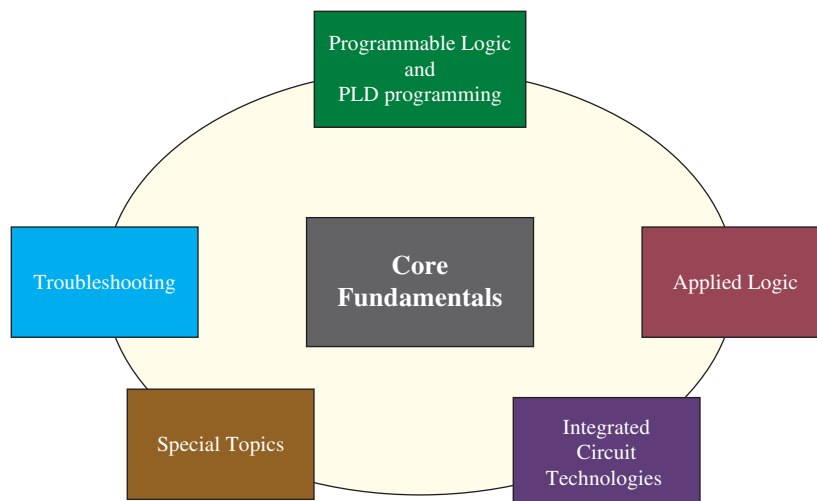 Programmable Logic
and
PLD programming
Troubleshooting
Core
Fundamentals
Applied Logic
Special Topics
Integrated
Circuit
Technologies